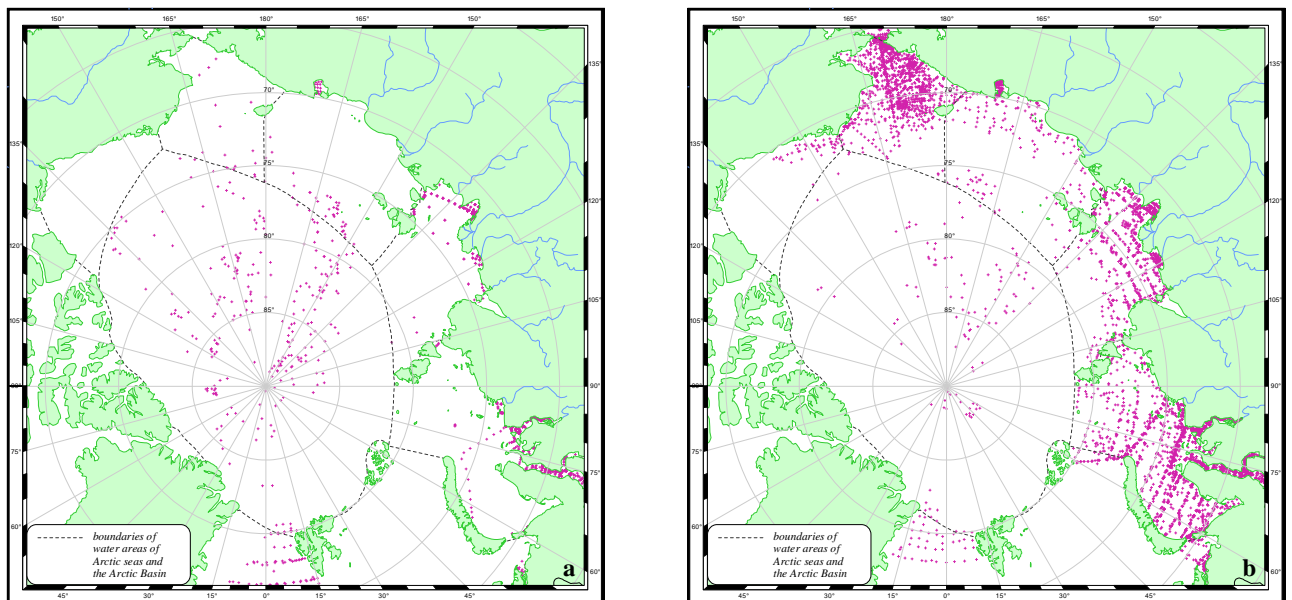 165° 180° 165°
150° 150°
135°
70°
135°
75°
120°
120° 80°
105°
105° 85°
90° 90°
75° 75°
60°
boundaries of
water areas of
Arctic seas and
the Arctic Basin
a
60°
45° 30° 15° 0° 15° 30° 45°
165° 180° 165°
150° 150°
135°
70°
135°
75°
120°
120° 80°
105°
105° 85°
90° 90°
75° 75°
60°
boundaries of
water areas of
Arctic seas and
the Arctic Basin
b
60°
45° 30° 15° 0° 15° 30° 45°